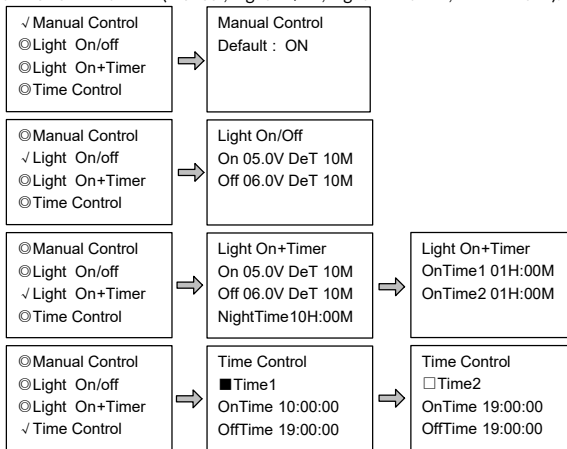 √Manual Control
◎Light On/off
◎Light On+Timer
◎Time Control
Manual Control
Default : ON
◎Manual Control
√Light On/off
◎Light On+Timer
◎Time Control
Light On/Off
On 05.0V DeT 10M
Off 06.0V DeT 10M
◎Manual Control
◎Light On/off
√Light On+Timer
◎Time Control
Light On+Timer
On 05.0V DeT 10M
Off 06.0V DeT 10M
NightTime10H:00M
Light On+Timer
OnTime1 01H:00M
OnTime2 01H:00M
◎Manual Control
◎Light On/off
◎Light On+Timer
√Time Control
Time Control
■Time1
OnTime 10:00:00
OffTime 19:00:00
Time Control
□Time2
OnTime 19:00:00
OffTime 19:00:00